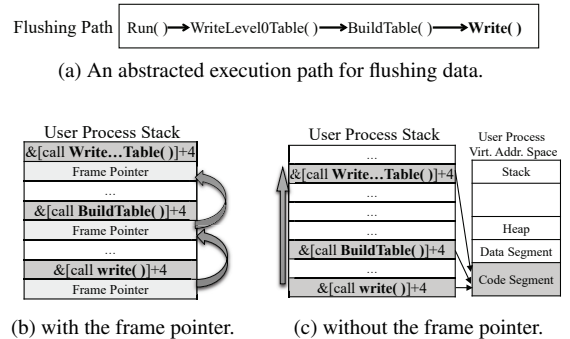 Flushing Path
Run( )
WriteLevel0Table( )
BuildTable( )
Write( )
(a) An abstracted execution path for flushing data.
User Process Stack
&[call Write…Table( )]+4
Frame Pointer
...
&[call BuildTable( )]+4
Frame Pointer
...
&[call write( )]+4
Frame Pointer
(b) with the frame pointer.
User Process Stack
...
&[call Write…Table( )]+4
...
...
...
&[call BuildTable( )]+4
...
&[call write( )]+4
User Process
Virt. Addr. Space
Stack
Heap
Data Segment
Code Segment
(c) without the frame pointer.